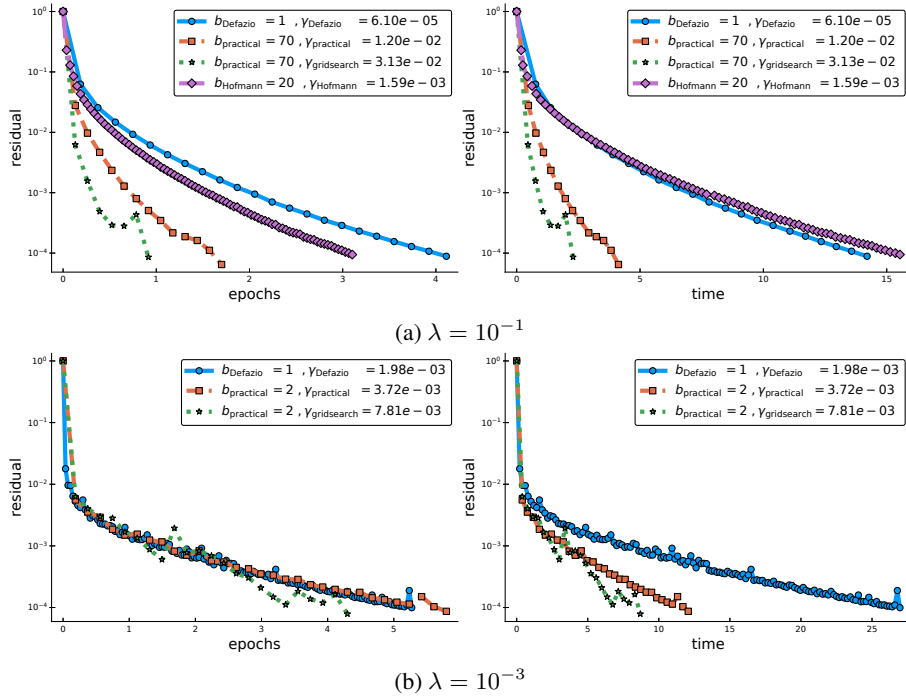 10^0
10^-1
10^-2
10^-3
10^-4
residual
0 1 2 3 4
epochs
b_Defazio = 1 , γ_Defazio = 6.10e − 05
b_practical = 70 , γ_practical = 1.20e − 02
b_practical = 70 , γ_gridsearch = 3.13e − 02
b_Hofmann = 20 , γ_Hofmann = 1.59e − 03
10^0
10^-1
10^-2
10^-3
10^-4
residual
0 5 10 15
time
b_Defazio = 1 , γ_Defazio = 6.10e − 05
b_practical = 70 , γ_practical = 1.20e − 02
b_practical = 70 , γ_gridsearch = 3.13e − 02
b_Hofmann = 20 , γ_Hofmann = 1.59e − 03
(a) λ = 10^-1
10^0
10^-1
10^-2
10^-3
10^-4
residual
0 1 2 3 4 5
epochs
b_Defazio = 1 , γ_Defazio = 1.98e − 03
b_practical = 2 , γ_practical = 3.72e − 03
b_practical = 2 , γ_gridsearch = 7.81e − 03
10^0
10^-1
10^-2
10^-3
10^-4
residual
0 5 10 15 20 25
time
b_Defazio = 1 , γ_Defazio = 1.98e − 03
b_practical = 2 , γ_practical = 3.72e − 03
b_practical = 2 , γ_gridsearch = 7.81e − 03
(b) λ = 10^-3